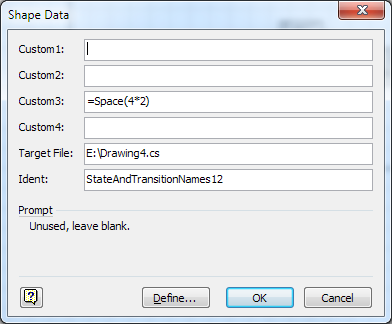 Shape Data
Custom1:
Custom2:
Custom3: =Space(4*2)
Custom4:
Target File: E:\Drawing4.cs
Ident: StateAndTransitionNames12
Prompt
Unused, leave blank.
? Define... OK Cancel